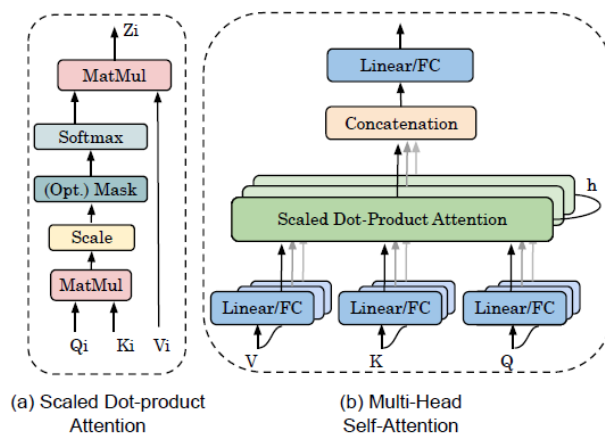 Zi
MatMul
Softmax
(Opt.) Mask
Scale
MatMul
Qi Ki Vi
(a) Scaled Dot-product
Attention
Linear/FC
Concatenation
h
Scaled Dot-Product Attention
Linear/FC Linear/FC Linear/FC
V K Q
(b) Multi-Head
Self-Attention